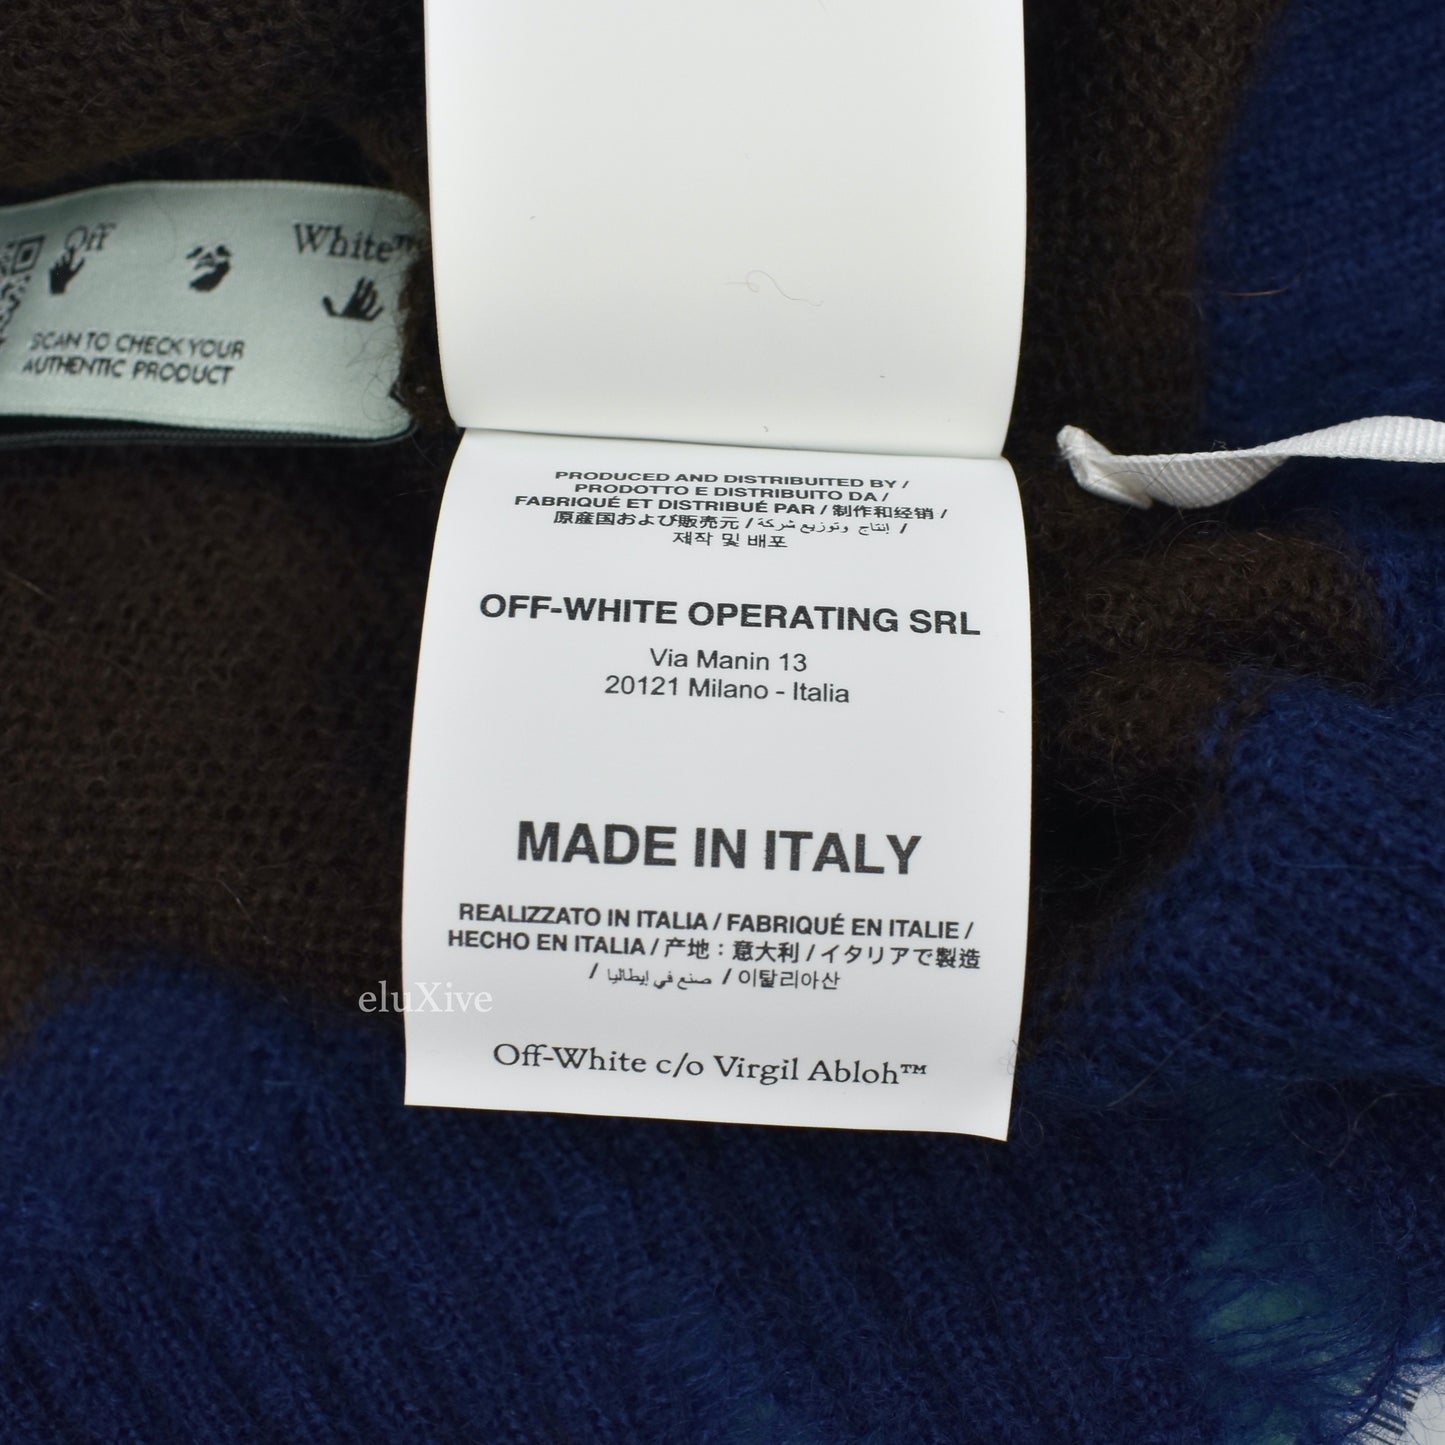 Off White™
SCAN TO CHECK YOUR
AUTHENTIC PRODUCT
PRODUCED AND DISTRIBUITED BY /
PRODOTTO E DISTRIBUITO DA /
FABRIQUÉ ET DISTRIBUÉ PAR / 制作和经销 /
原産国および販売元 / إنتاج وتوزيع شركة /
제작 및 배포
OFF-WHITE OPERATING SRL
Via Manin 13
20121 Milano - Italia
MADE IN ITALY
REALIZZATO IN ITALIA / FABRIQUÉ EN ITALIE /
HECHO EN ITALIA / 产地：意大利 / イタリアで製造
/ صنع في إيطاليا / 이탈리아산
Off-White c/o Virgil Abloh™
eluXive